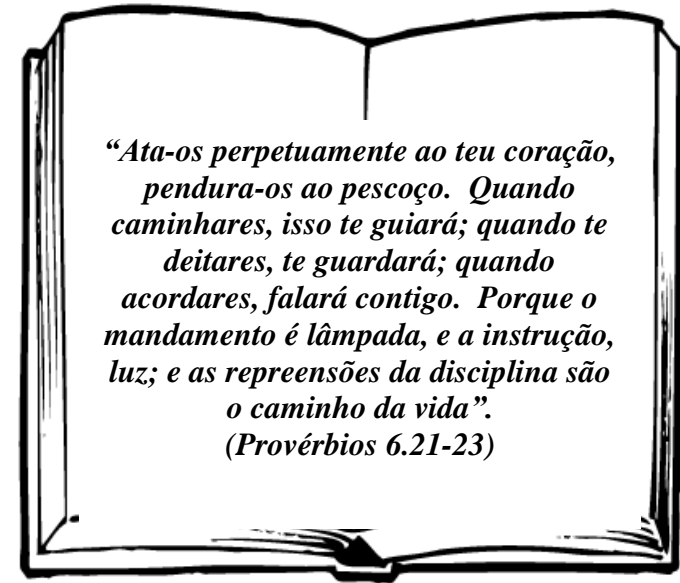 “Ata-os perpetuamente ao teu coração,
pendura-os ao pescoço.  Quando
caminhares, isso te guiará; quando te
deitares, te guardará; quando
acordares, falará contigo.  Porque o
mandamento é lâmpada, e a instrução,
luz; e as repreensões da disciplina são
o caminho da vida”.
(Provérbios 6.21-23)